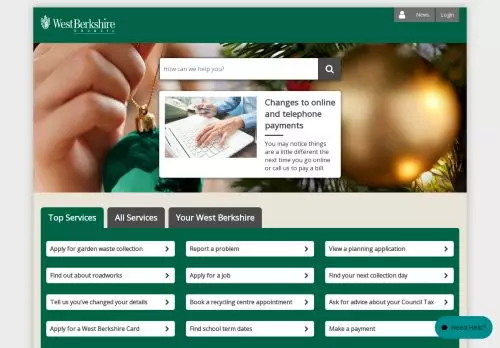 West Berkshire
COUNCIL
News
Login
How can we help you?
Changes to online
and telephone
payments
You may notice things
are a little different the
next time you go online
or call us to pay a bill.
Top Services
All Services
Your West Berkshire
Apply for garden waste collection
Report a problem
View a planning application
Find out about roadworks
Apply for a job
Find your next collection day
Tell us you've changed your details
Book a recycling centre appointment
Ask for advice about your Council Tax
Apply for a West Berkshire Card
Find school term dates
Make a payment
Need Help?